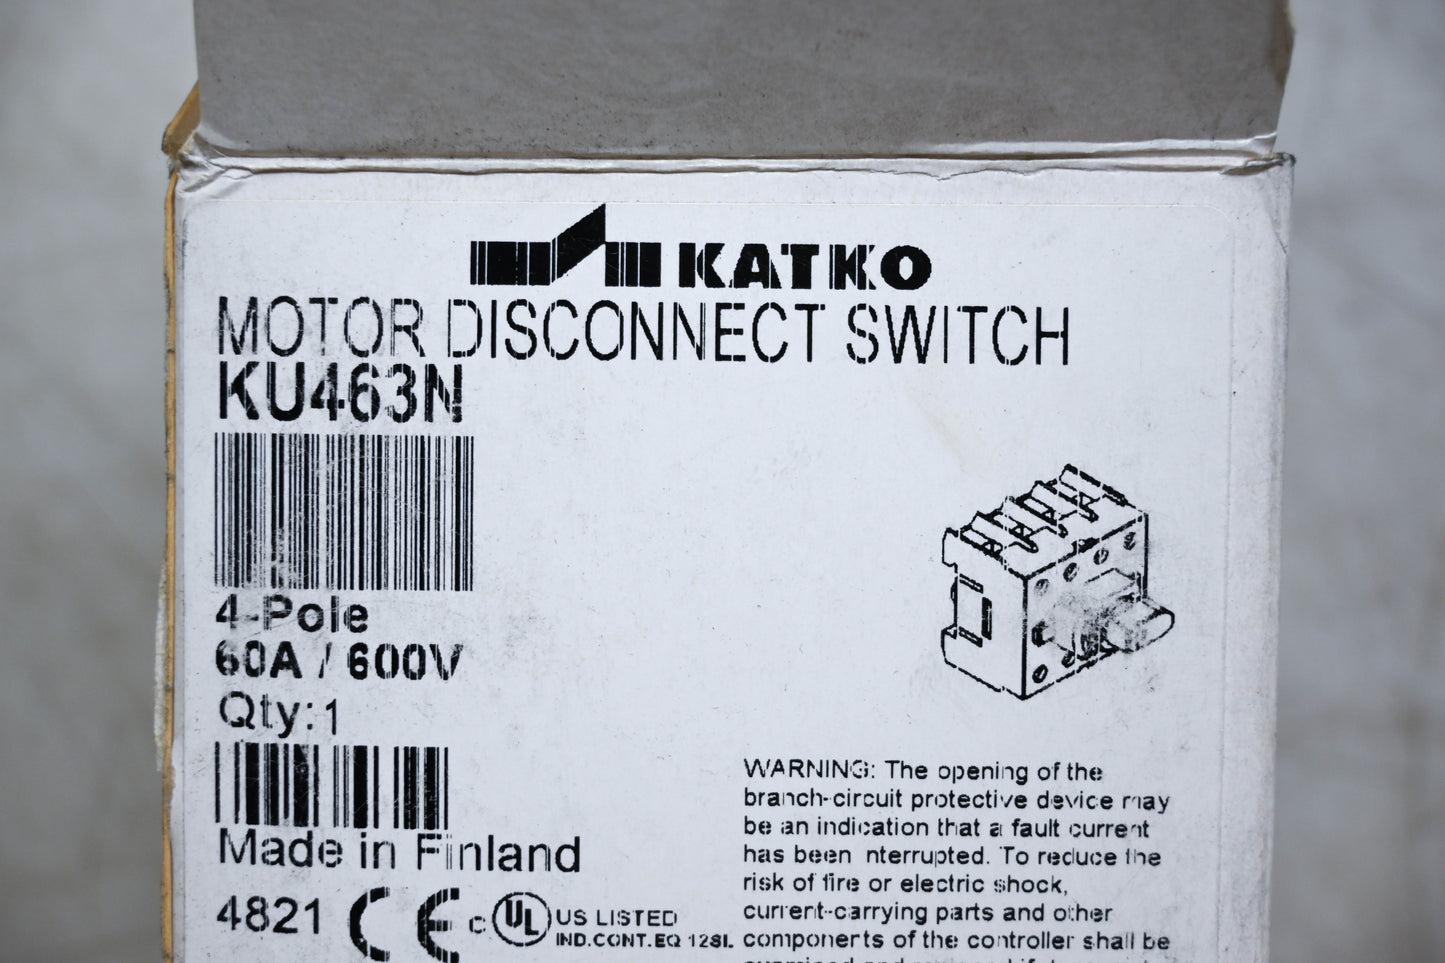 KATKO
MOTOR DISCONNECT SWITCH
KU463N
4-Pole
60A / 600V
Qty:1
Made in Finland
4821 CE c UL US LISTED
IND.CONT.EQ 128L
WARNING: The opening of the
branch-circuit protective device may
be an indication that a fault current
has been nterrupted. To reduce the
risk of fire or electric shock,
current-carrying parts and other
components of the controller shall be